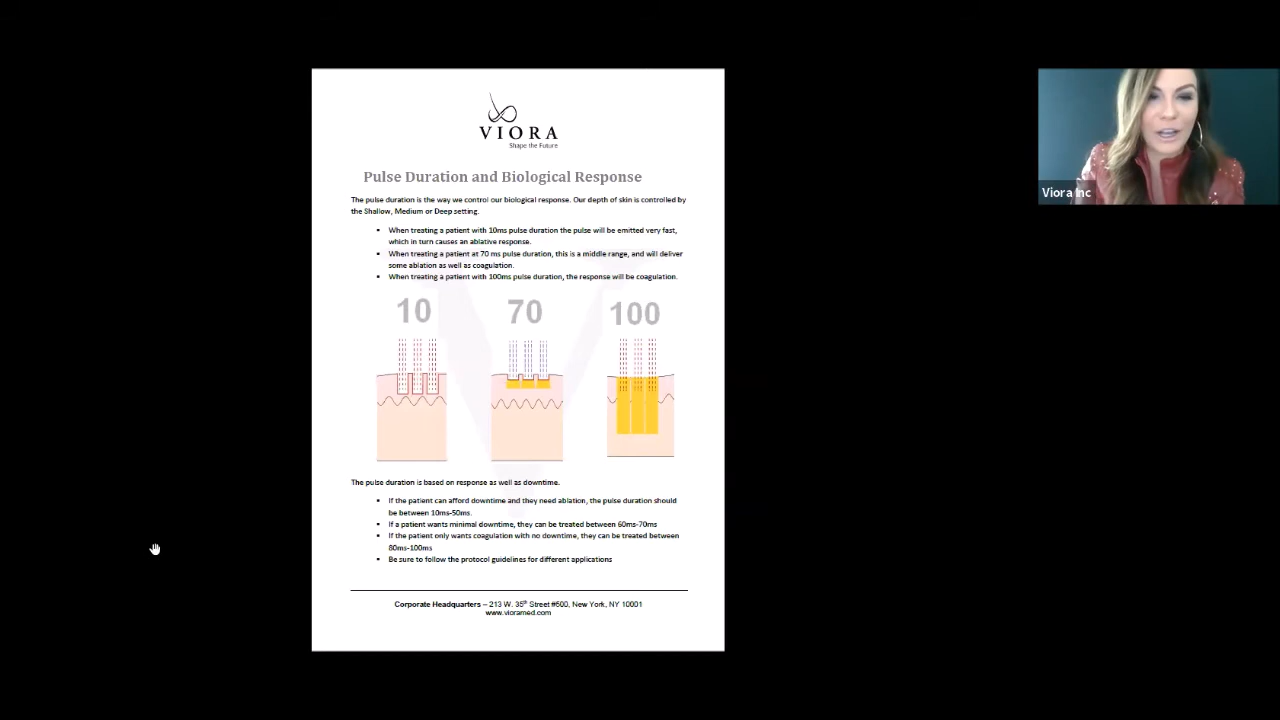 VIORA
Shape the Future
Pulse Duration and Biological Response
The pulse duration is the way we control our biological response. Our depth of skin is controlled by
the Shallow, Medium or Deep setting.
▪ When treating a patient with 10ms pulse duration the pulse will be emitted very fast,
which in turn causes an ablative response.
▪ When treating a patient at 70 ms pulse duration, this is a middle range, and will deliver
some ablation as well as coagulation.
▪ When treating a patient with 100ms pulse duration, the response will be coagulation.
10 70 100
The pulse duration is based on response as well as downtime.
▪ If the patient can afford downtime and they need ablation, the pulse duration should
be between 10ms-50ms.
▪ If a patient wants minimal downtime, they can be treated between 60ms-70ms
▪ If the patient only wants coagulation with no downtime, they can be treated between
80ms-100ms
▪ Be sure to follow the protocol guidelines for different applications
Corporate Headquarters – 213 W. 35th Street #500, New York, NY 10001
www.vioramed.com
Viora Inc